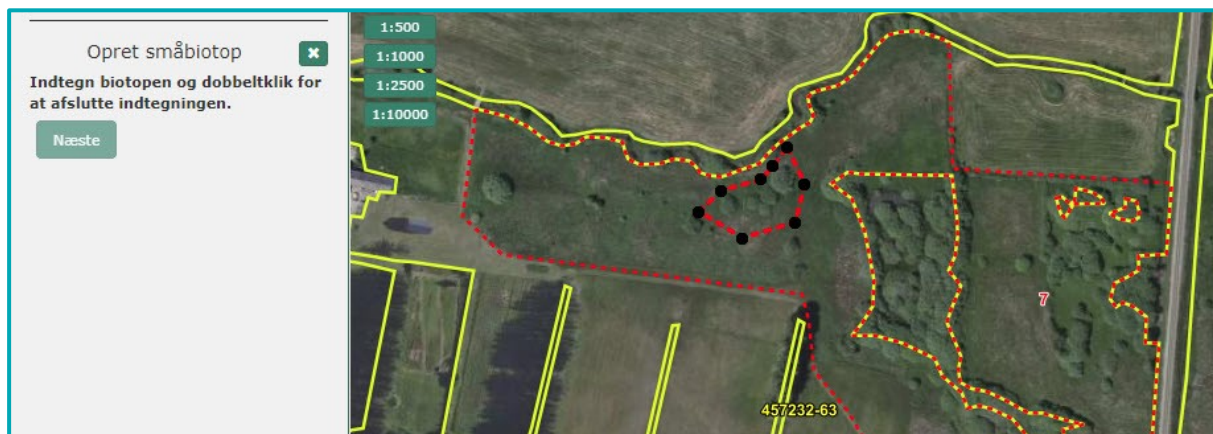 Opret småbiotop
Indtegn biotopen og dobbeltklik for
at afslutte indtegningen.
Næste
1:500
1:1000
1:2500
1:10000
7
457232-63